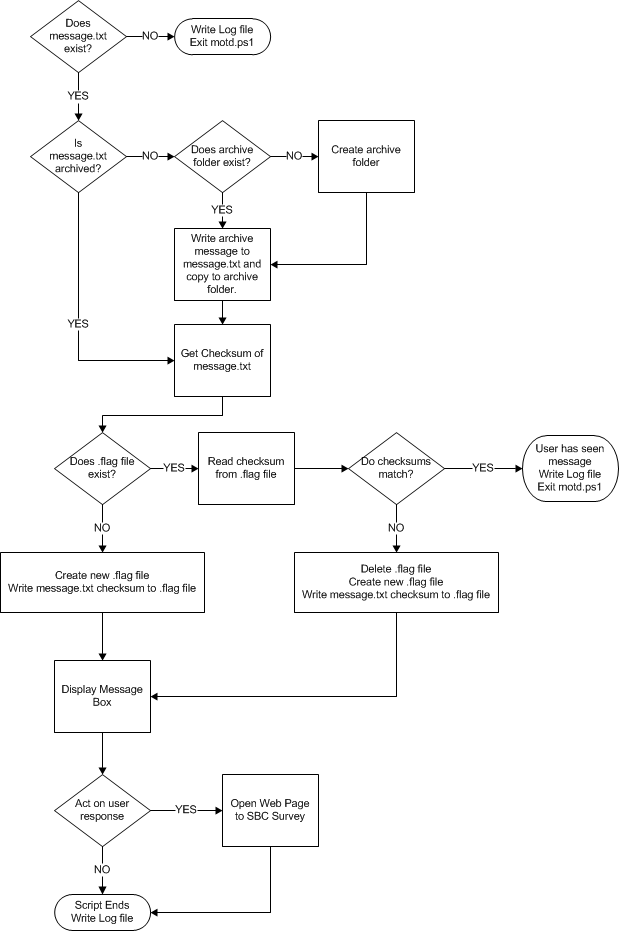 Does
message.txt
exist?
NO
Write Log file
Exit motd.ps1
YES
Is
message.txt
archived?
NO
Does archive
folder exist?
NO
Create archive
folder
YES
Write archive
message to
message.txt and
copy to archive
folder.
YES
Get Checksum of
message.txt
Does .flag file
exist?
YES
Read checksum
from .flag file
Do checksums
match?
YES
User has seen
message
Write Log file
Exit motd.ps1
NO
NO
Create new .flag file
Write message.txt checksum to .flag file
Delete .flag file
Create new .flag file
Write message.txt checksum to .flag file
Display Message
Box
Act on user
response
YES
Open Web Page
to SBC Survey
NO
Script Ends
Write Log file